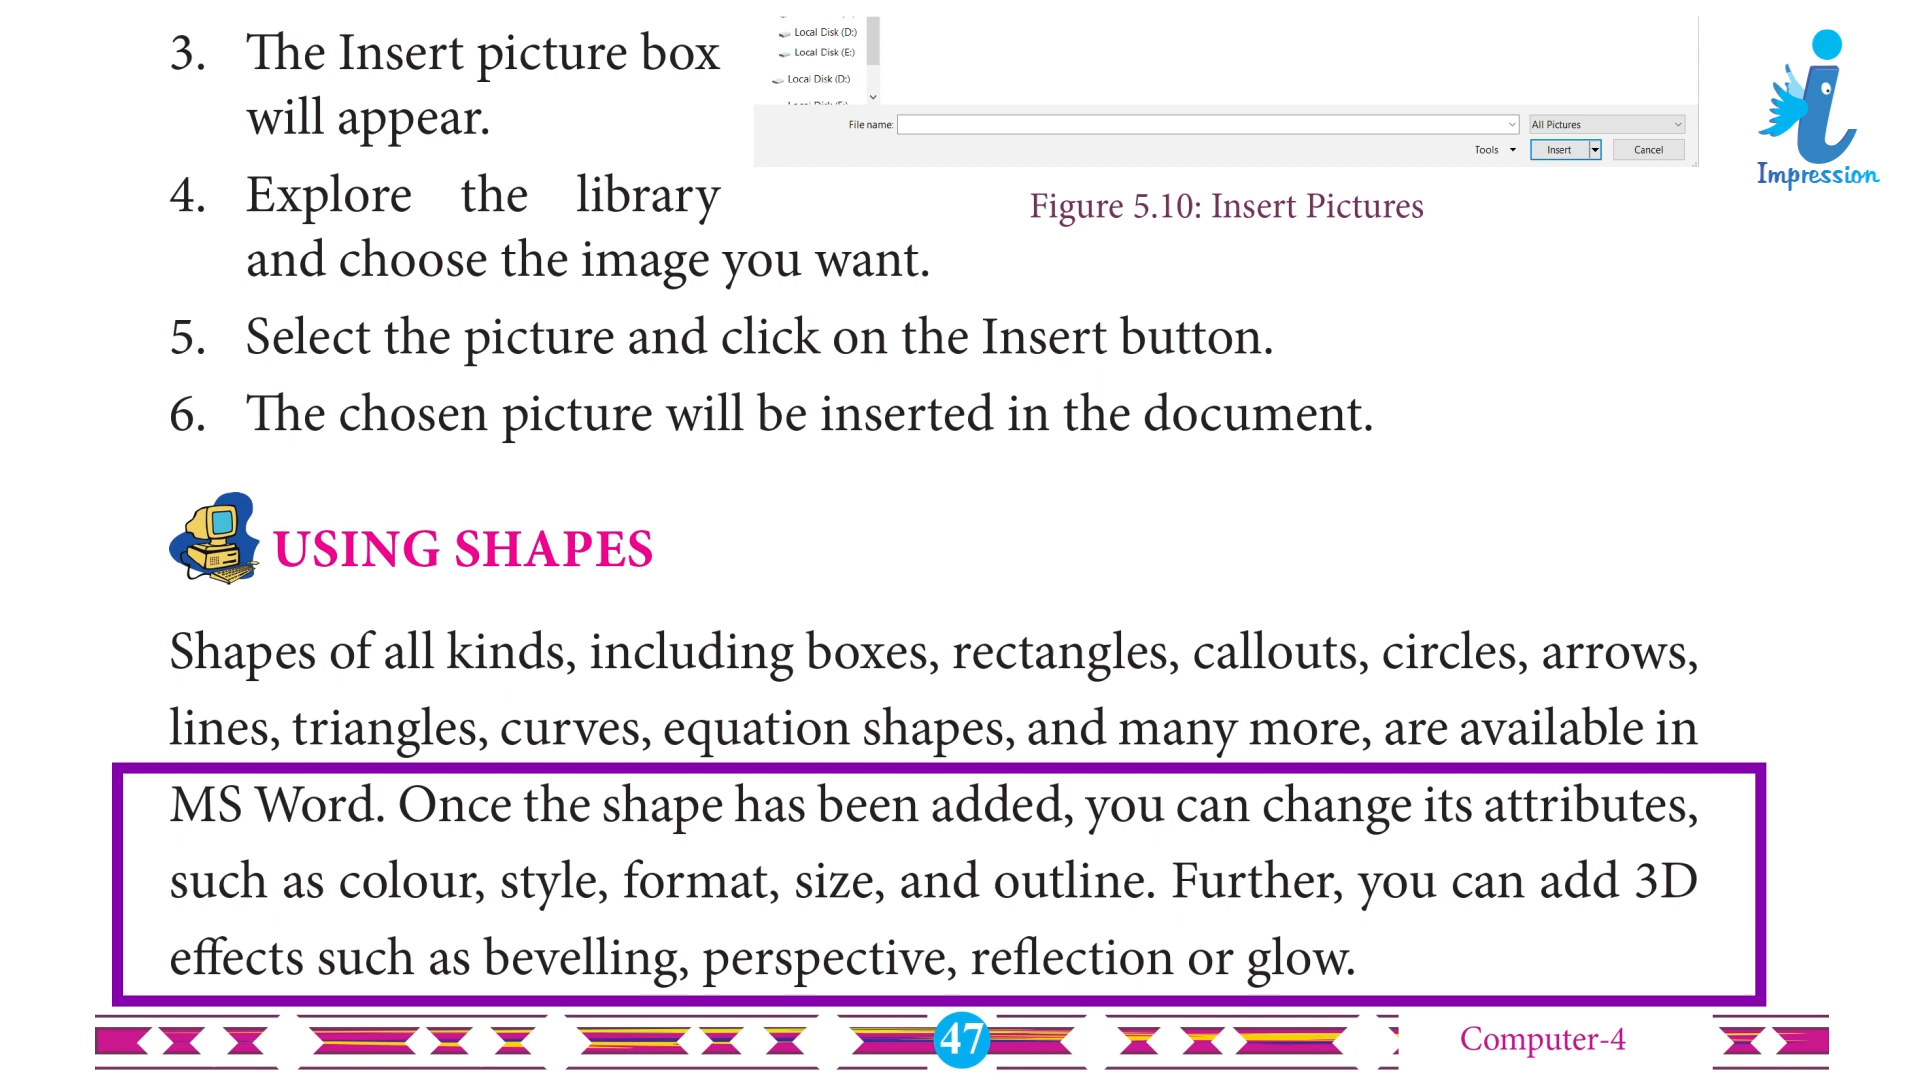 3. The Insert picture box
will appear.
4. Explore the library
and choose the image you want.
5. Select the picture and click on the Insert button.
6. The chosen picture will be inserted in the document.
Local Disk (D:)
Local Disk (E:)
Local Disk (D:)
File name:
All Pictures
Tools
Insert
Cancel
Figure 5.10: Insert Pictures
i
Impression
USING SHAPES
Shapes of all kinds, including boxes, rectangles, callouts, circles, arrows,
lines, triangles, curves, equation shapes, and many more, are available in
MS Word. Once the shape has been added, you can change its attributes,
such as colour, style, format, size, and outline. Further, you can add 3D
effects such as bevelling, perspective, reflection or glow.
47
Computer-4